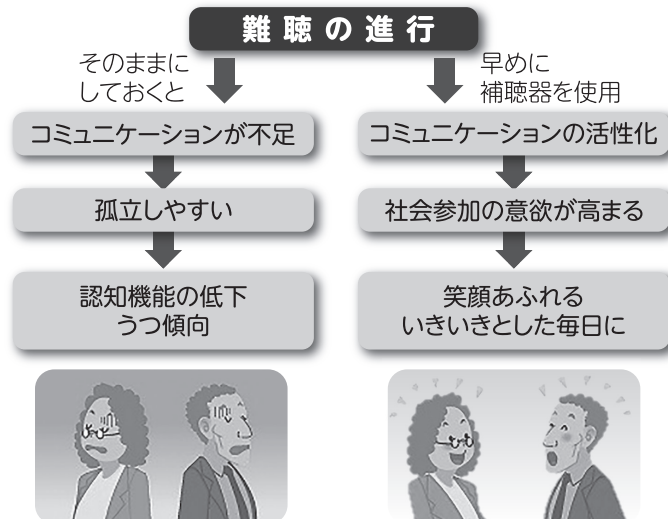 難聴の進行
そのままに
しておくと
コミュニケーションが不足
孤立しやすい
認知機能の低下
うつ傾向
早めに
補聴器を使用
コミュニケーションの活性化
社会参加の意欲が高まる
笑顔あふれる
いきいきとした毎日に